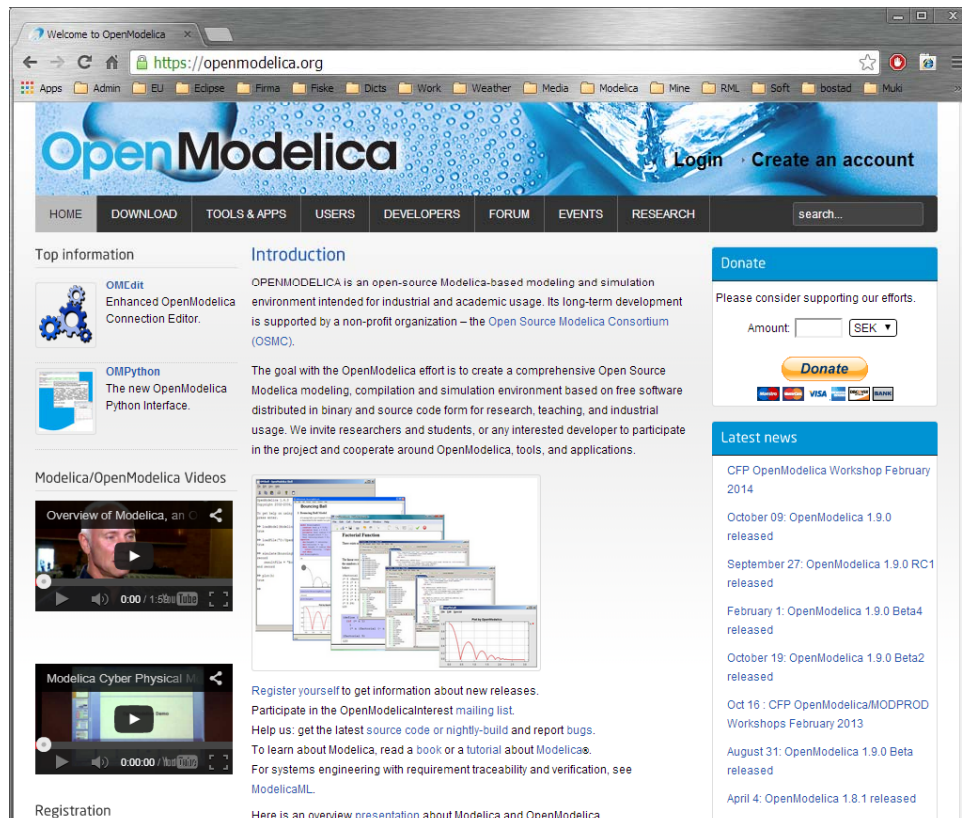 Welcome to OpenModelica
https://openmodelica.org
Apps Admin EU Eclipse Firma Fiske Dicts Work Weather Media Modelica Mine RML Soft bostad Muki »
OpenModelica
Login Create an account
HOME DOWNLOAD TOOLS & APPS USERS DEVELOPERS FORUM EVENTS RESEARCH search...
Top information
OMEdit
Enhanced OpenModelica
Connection Editor.
OMPython
The new OpenModelica
Python Interface.
Modelica/OpenModelica Videos
Overview of Modelica, an O
0:00
YouTube
Modelica Cyber Physical M
Demo
0:00:00
YouTube
Registration
Introduction
OPENMODELICA is an open-source Modelica-based modeling and simulation
environment intended for industrial and academic usage. Its long-term development
is supported by a non-profit organization – the Open Source Modelica Consortium
(OSMC).
The goal with the OpenModelica effort is to create a comprehensive Open Source
Modelica modeling, compilation and simulation environment based on free software
distributed in binary and source code form for research, teaching, and industrial
usage. We invite researchers and students, or any interested developer to participate
in the project and cooperate around OpenModelica, tools, and applications.
Bouncing Ball
Factorial Function
Plot by OpenModelica
Register yourself to get information about new releases.
Participate in the OpenModelicaInterest mailing list.
Help us: get the latest source code or nightly-build and report bugs.
To learn about Modelica, read a book or a tutorial about Modelica®.
For systems engineering with requirement traceability and verification, see
ModelicaML.
Here is an overview presentation about Modelica and OpenModelica.
Donate
Please consider supporting our efforts.
Amount: SEK
Donate
VISA BANK
Latest news
CFP OpenModelica Workshop February
2014
October 09: OpenModelica 1.9.0
released
September 27: OpenModelica 1.9.0 RC1
released
February 1: OpenModelica 1.9.0 Beta4
released
October 19: OpenModelica 1.9.0 Beta2
released
Oct 16 : CFP OpenModelica/MODPROD
Workshops February 2013
August 31: OpenModelica 1.9.0 Beta
released
April 4: OpenModelica 1.8.1 released